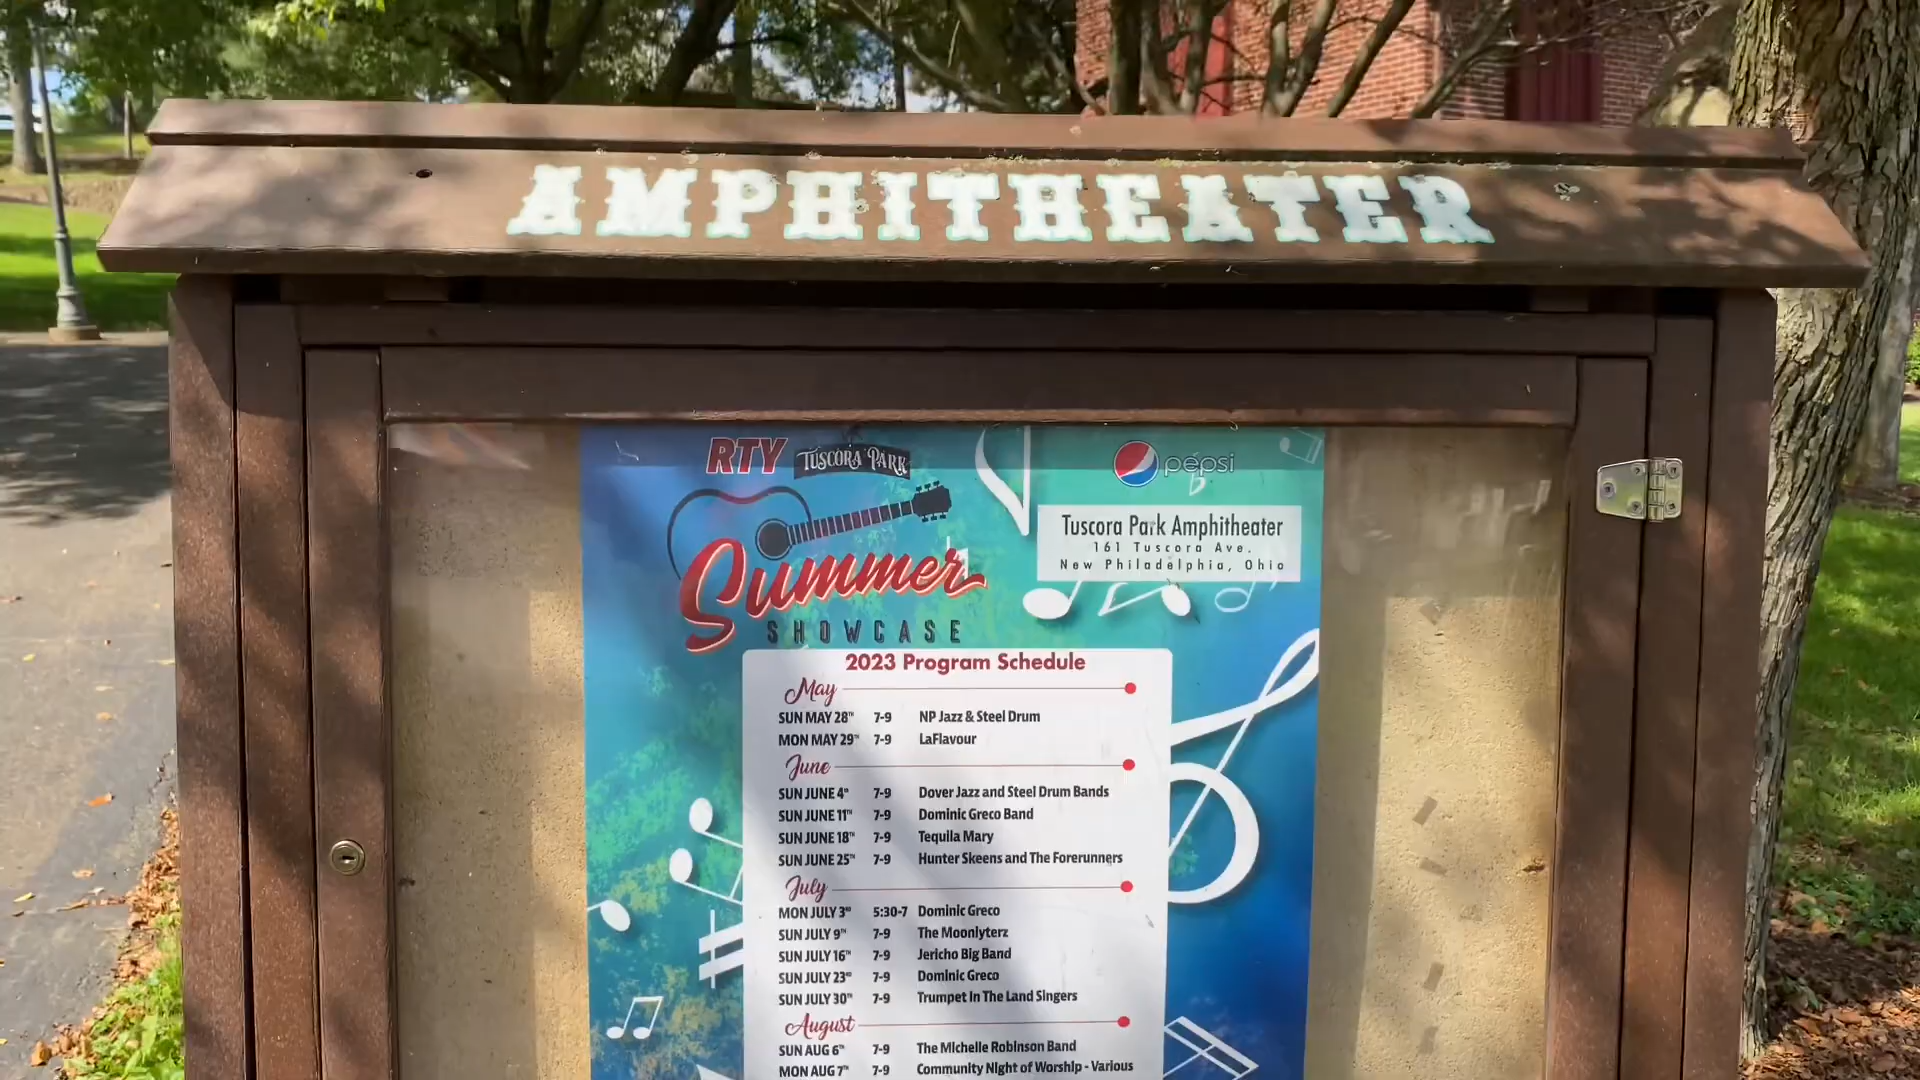 AMPHITHEATER
RTY TUSCORA PARK
pepsi
Summer
SHOWCASE
Tuscora Park Amphitheater
161 Tuscora Ave.
New Philadelphia, Ohio
2023 Program Schedule
May
SUN MAY 28TH 7-9 NP Jazz & Steel Drum
MON MAY 29TH 7-9 LaFlavour
June
SUN JUNE 4TH 7-9 Dover Jazz and Steel Drum Bands
SUN JUNE 11TH 7-9 Dominic Greco Band
SUN JUNE 18TH 7-9 Tequila Mary
SUN JUNE 25TH 7-9 Hunter Skeens and The Forerunners
July
MON JULY 3RD 5:30-7 Dominic Greco
SUN JULY 9TH 7-9 The Moonlyterz
SUN JULY 16TH 7-9 Jericho Big Band
SUN JULY 23RD 7-9 Dominic Greco
SUN JULY 30TH 7-9 Trumpet In The Land Singers
August
SUN AUG 6TH 7-9 The Michelle Robinson Band
MON AUG 7TH 7-9 Community Night of Worship - Various